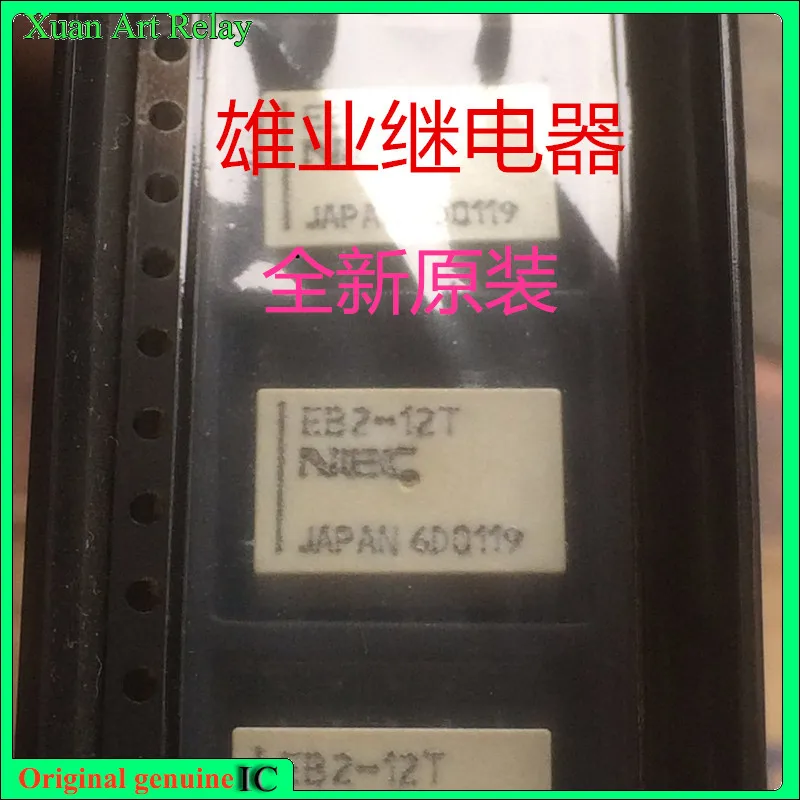 Xuan Art Relay
雄业继电器
JAPAN 6D0119
全新原装
EB2-12T
NEC
JAPAN 6D0119
EB2-12T
Original genuine IC